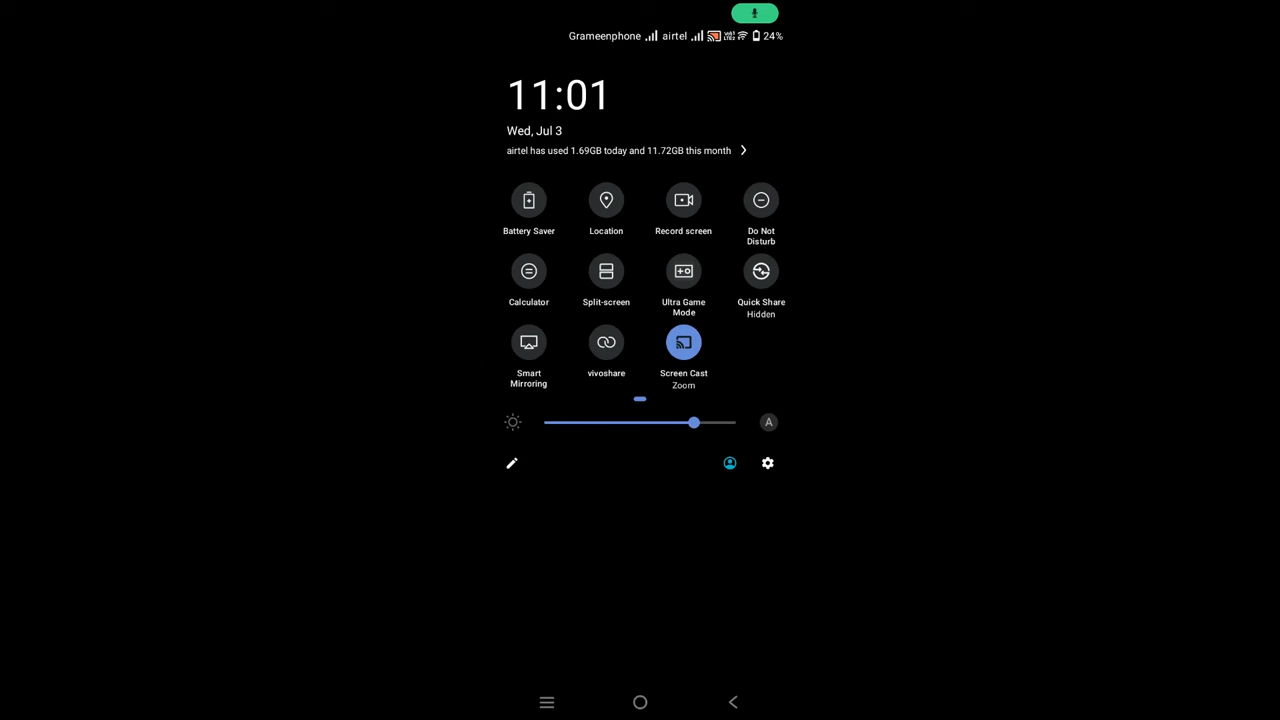 Grameenphone airtel 24%
11:01
Wed, Jul 3
airtel has used 1.69GB today and 11.72GB this month
Battery Saver
Location
Record screen
Do Not
Disturb
Calculator
Split-screen
Ultra Game
Mode
Quick Share
Hidden
Smart
Mirroring
vivoshare
Screen Cast
Zoom
A